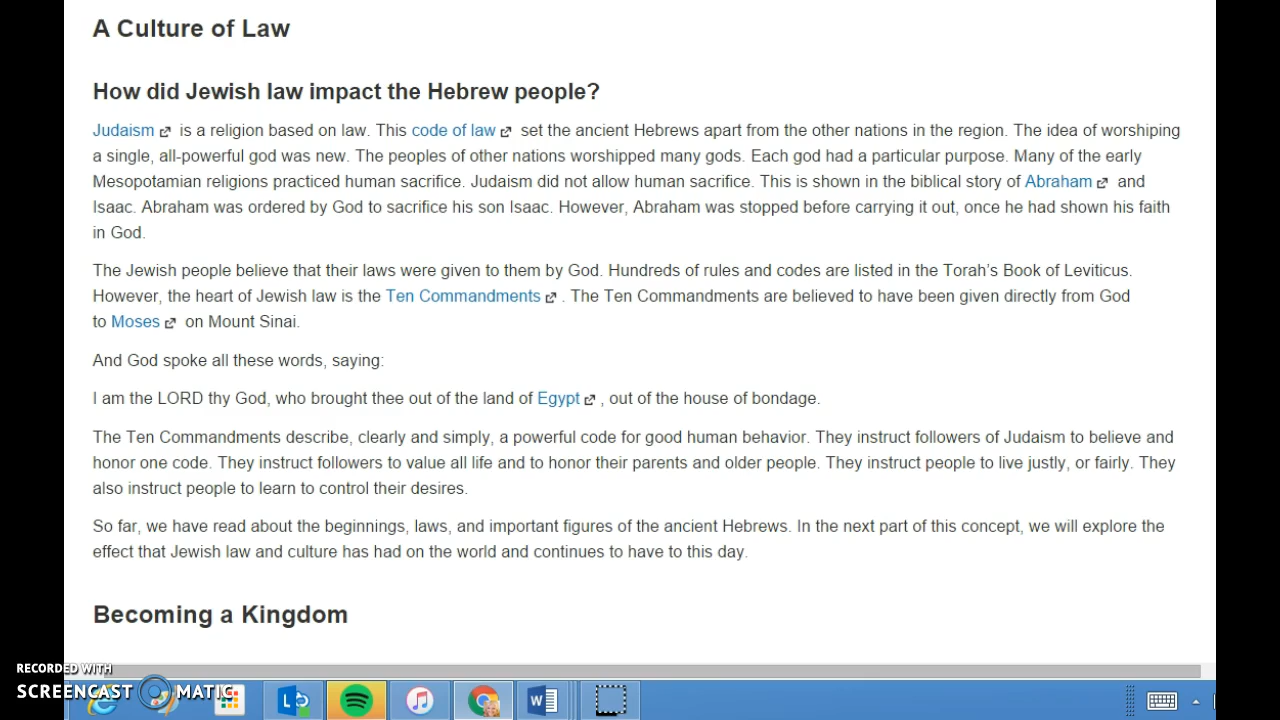 A Culture of Law
How did Jewish law impact the Hebrew people?
Judaism is a religion based on law. This code of law set the ancient Hebrews apart from the other nations in the region. The idea of worshiping
a single, all-powerful god was new. The peoples of other nations worshipped many gods. Each god had a particular purpose. Many of the early
Mesopotamian religions practiced human sacrifice. Judaism did not allow human sacrifice. This is shown in the biblical story of Abraham and
Isaac. Abraham was ordered by God to sacrifice his son Isaac. However, Abraham was stopped before carrying it out, once he had shown his faith
in God.
The Jewish people believe that their laws were given to them by God. Hundreds of rules and codes are listed in the Torah's Book of Leviticus.
However, the heart of Jewish law is the Ten Commandments . The Ten Commandments are believed to have been given directly from God
to Moses on Mount Sinai.
And God spoke all these words, saying:
I am the LORD thy God, who brought thee out of the land of Egypt , out of the house of bondage.
The Ten Commandments describe, clearly and simply, a powerful code for good human behavior. They instruct followers of Judaism to believe and
honor one code. They instruct followers to value all life and to honor their parents and older people. They instruct people to live justly, or fairly. They
also instruct people to learn to control their desires.
So far, we have read about the beginnings, laws, and important figures of the ancient Hebrews. In the next part of this concept, we will explore the
effect that Jewish law and culture has had on the world and continues to have to this day.
Becoming a Kingdom
RECORDED WITH
SCREENCAST MATIC